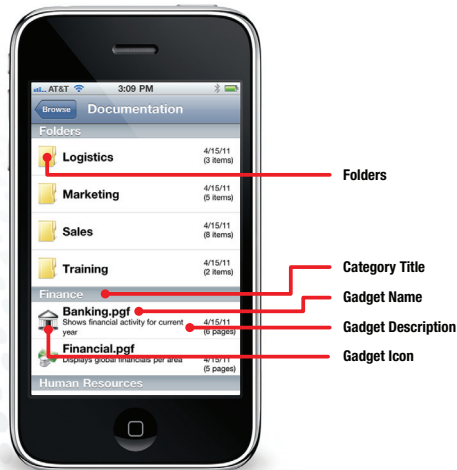 AT&T 3:09 PM
Browse Documentation
Folders
Logistics 4/15/11
(3 items)
Marketing 4/15/11
(5 items)
Sales 4/15/11
(8 items)
Training 4/15/11
(2 items)
Finance
Banking.pgf
Shows financial activity for current
year 4/15/11
(6 pages)
Financial.pgf
Displays global financials per area 4/15/11
(5 pages)
Human Resources
Folders
Category Title
Gadget Name
Gadget Description
Gadget Icon